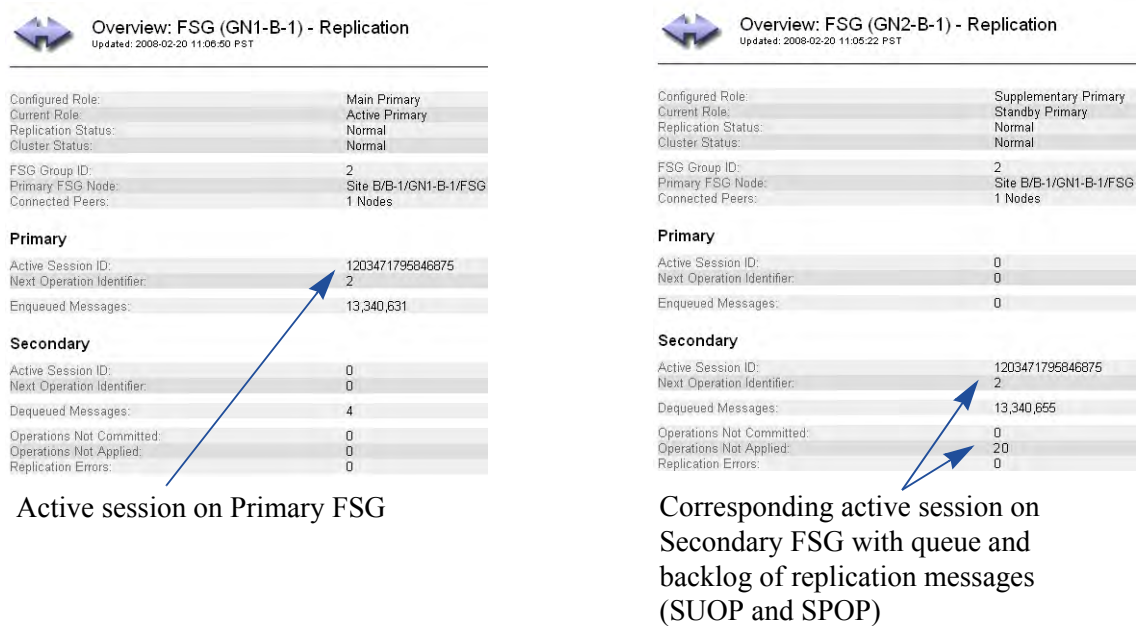 Overview: FSG (GN1-B-1) - Replication
Updated: 2008-02-20 11:06:50 PST
Configured Role: Main Primary
Current Role: Active Primary
Replication Status: Normal
Cluster Status: Normal
FSG Group ID: 2
Primary FSG Node: Site B/B-1/GN1-B-1/FSG
Connected Peers: 1 Nodes
Primary
Active Session ID: 1203471795846875
Next Operation Identifier: 2
Enqueued Messages: 13,340,631
Secondary
Active Session ID: 0
Next Operation Identifier: 0
Dequeued Messages: 4
Operations Not Committed: 0
Operations Not Applied: 0
Replication Errors: 0
Active session on Primary FSG
Overview: FSG (GN2-B-1) - Replication
Updated: 2008-02-20 11:05:22 PST
Configured Role: Supplementary Primary
Current Role: Standby Primary
Replication Status: Normal
Cluster Status: Normal
FSG Group ID: 2
Primary FSG Node: Site B/B-1/GN1-B-1/FSG
Connected Peers: 1 Nodes
Primary
Active Session ID: 0
Next Operation Identifier: 0
Enqueued Messages: 0
Secondary
Active Session ID: 1203471795846875
Next Operation Identifier: 2
Dequeued Messages: 13,340,655
Operations Not Committed: 0
Operations Not Applied: 20
Replication Errors: 0
Corresponding active session on
Secondary FSG with queue and
backlog of replication messages
(SUOP and SPOP)